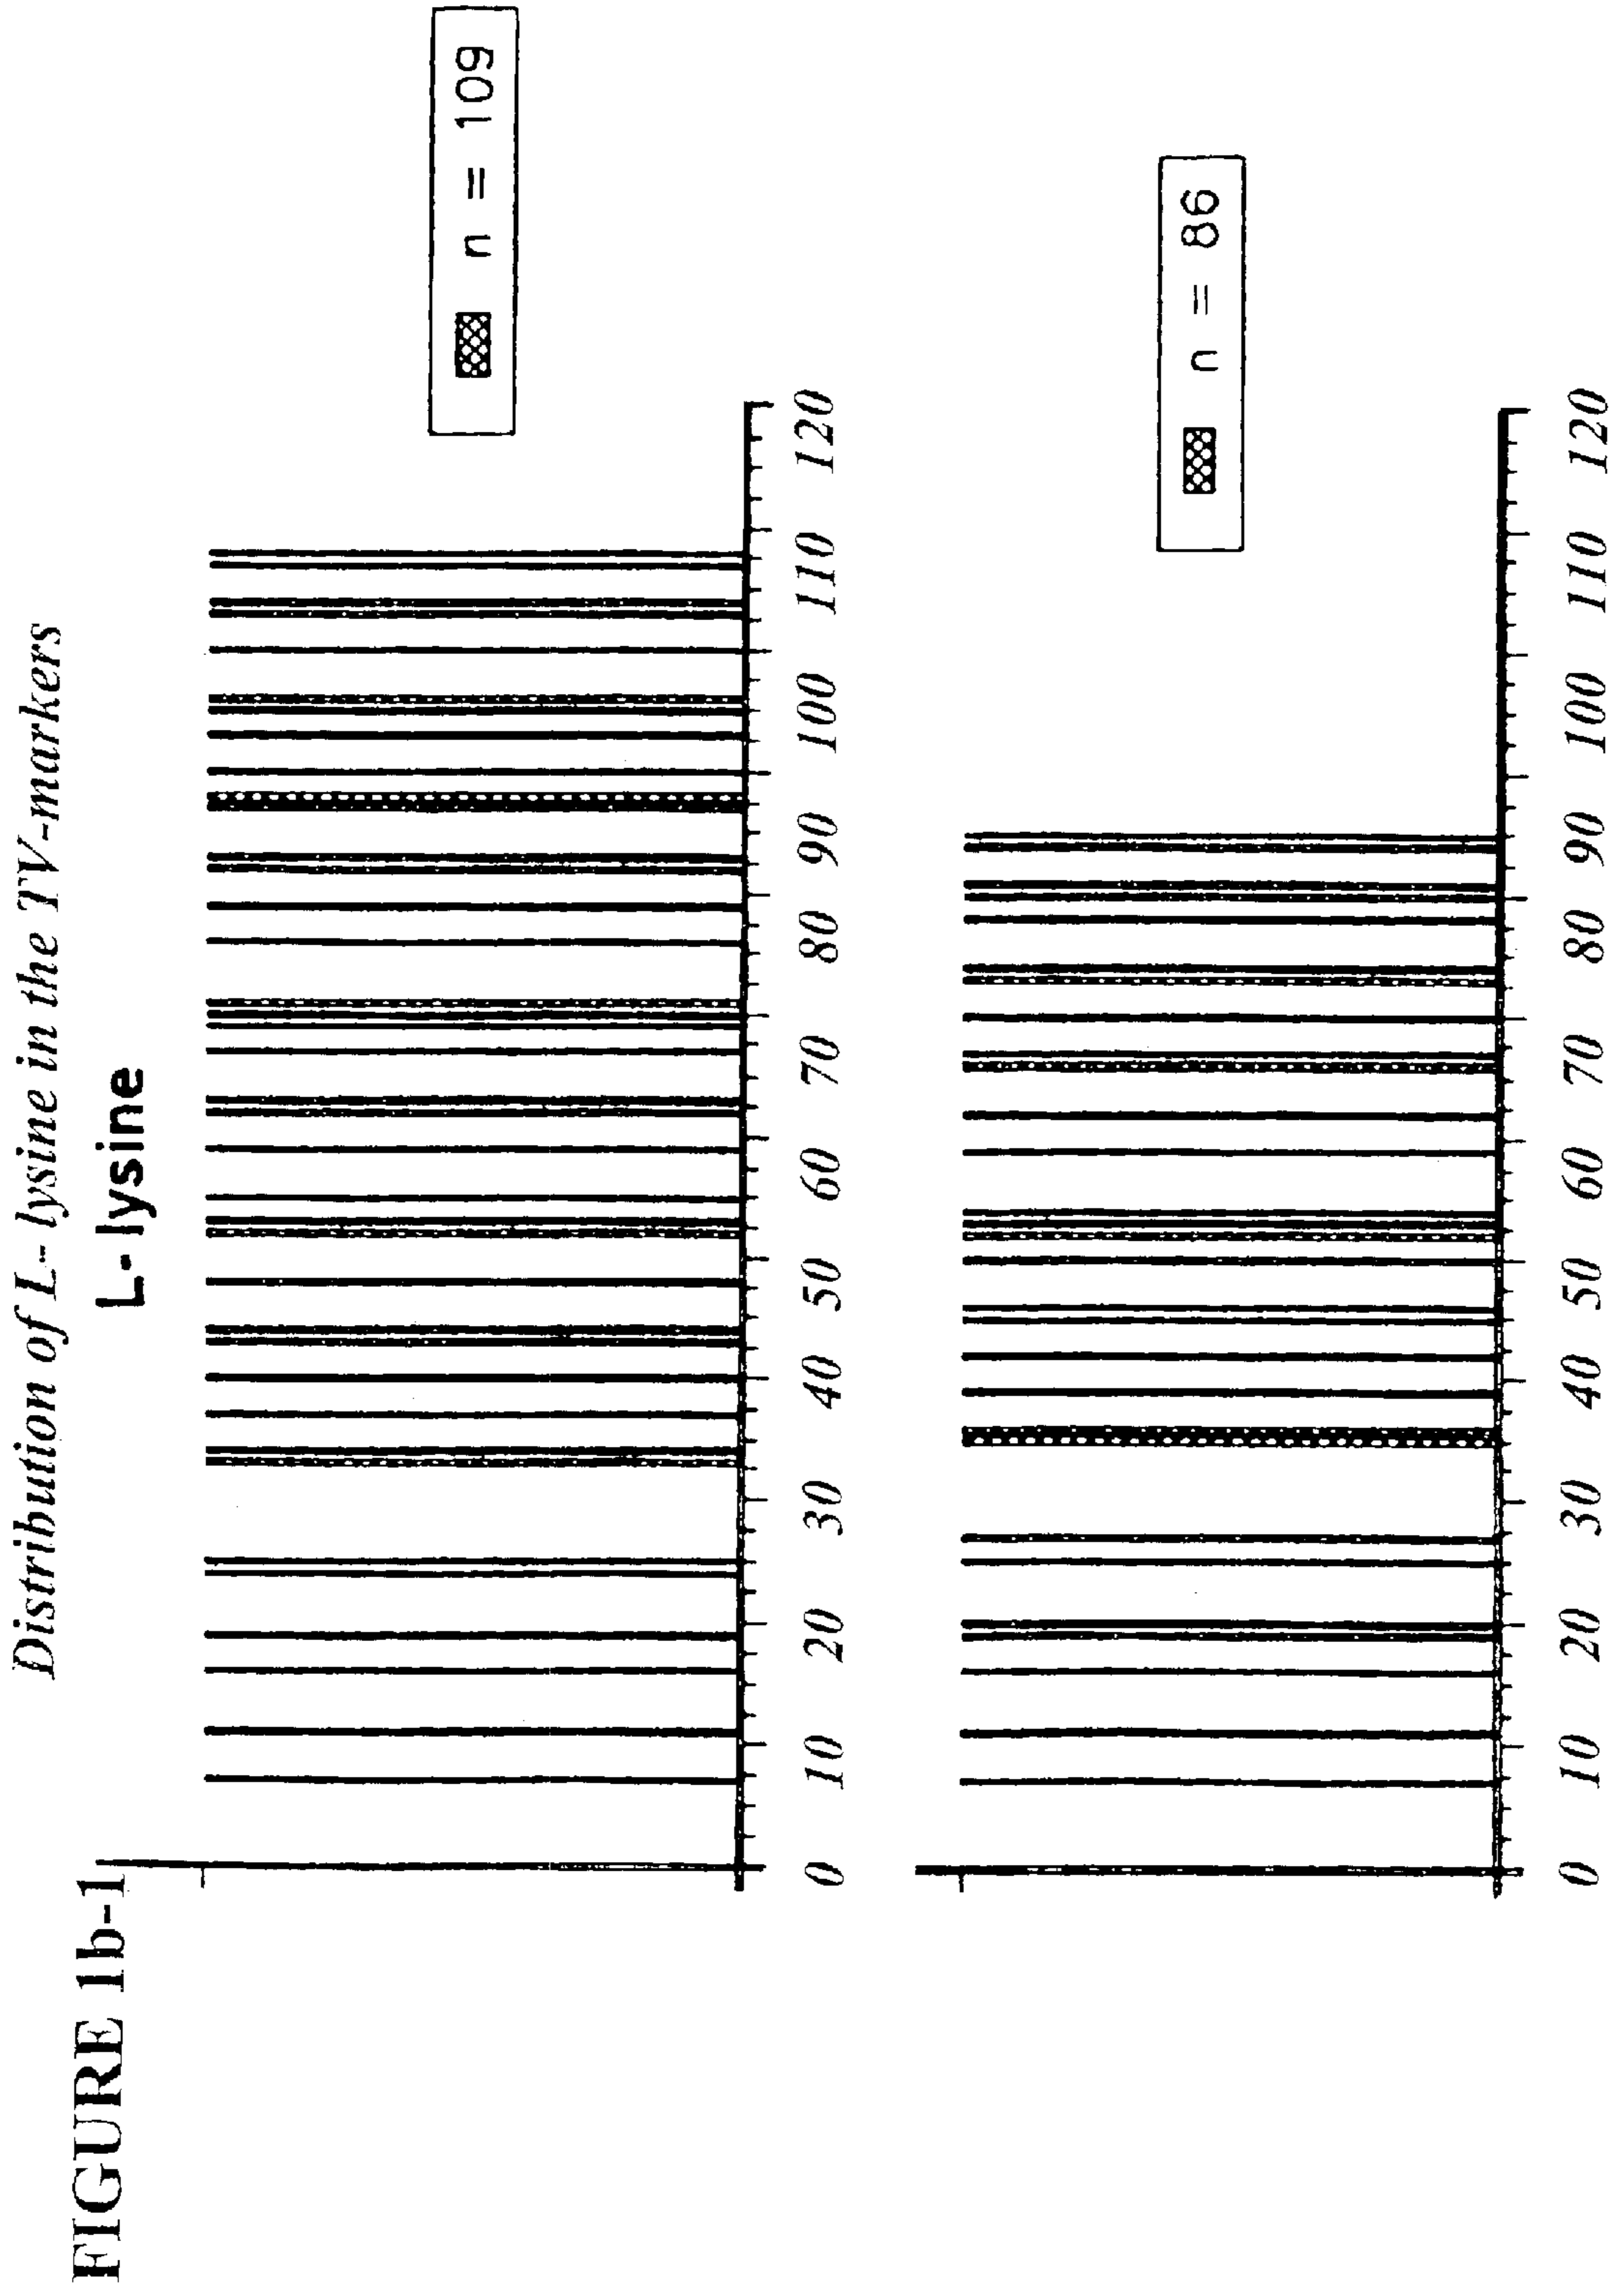 FIGURE 1b-1
Distribution of L- lysine in the TV-markers
L- lysine
n = 109
0 10 20 30 40 50 60 70 80 90 100 110 120
n = 86
0 10 20 30 40 50 60 70 80 90 100 110 120